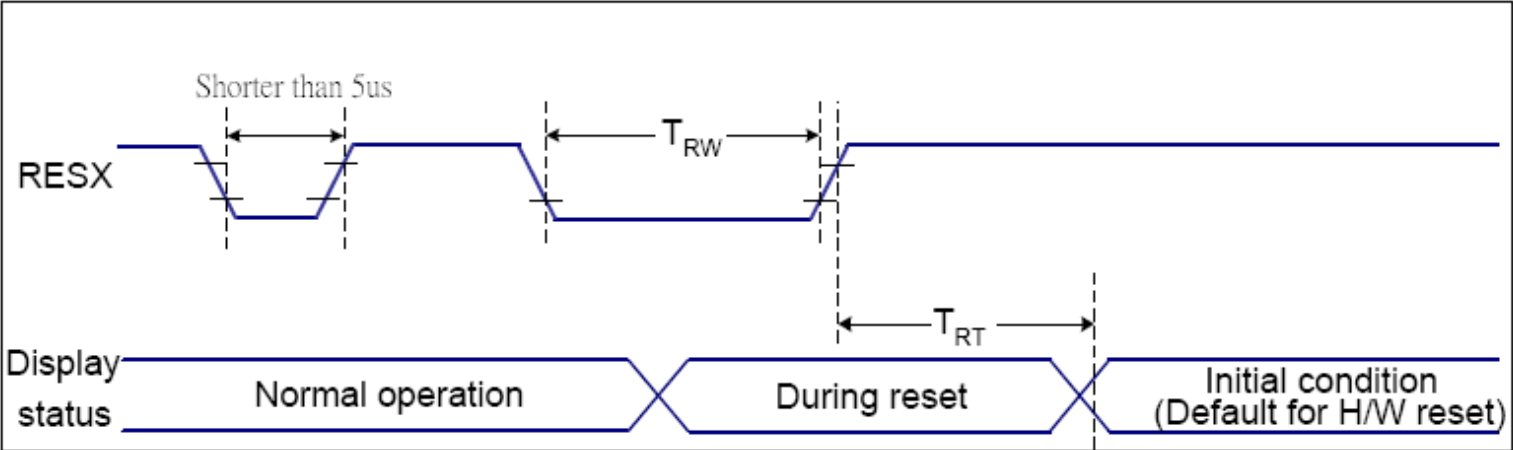 Shorter than 5us
RESX
TRW
TRT
Display
status
Normal operation
During reset
Initial condition
(Default for H/W reset)